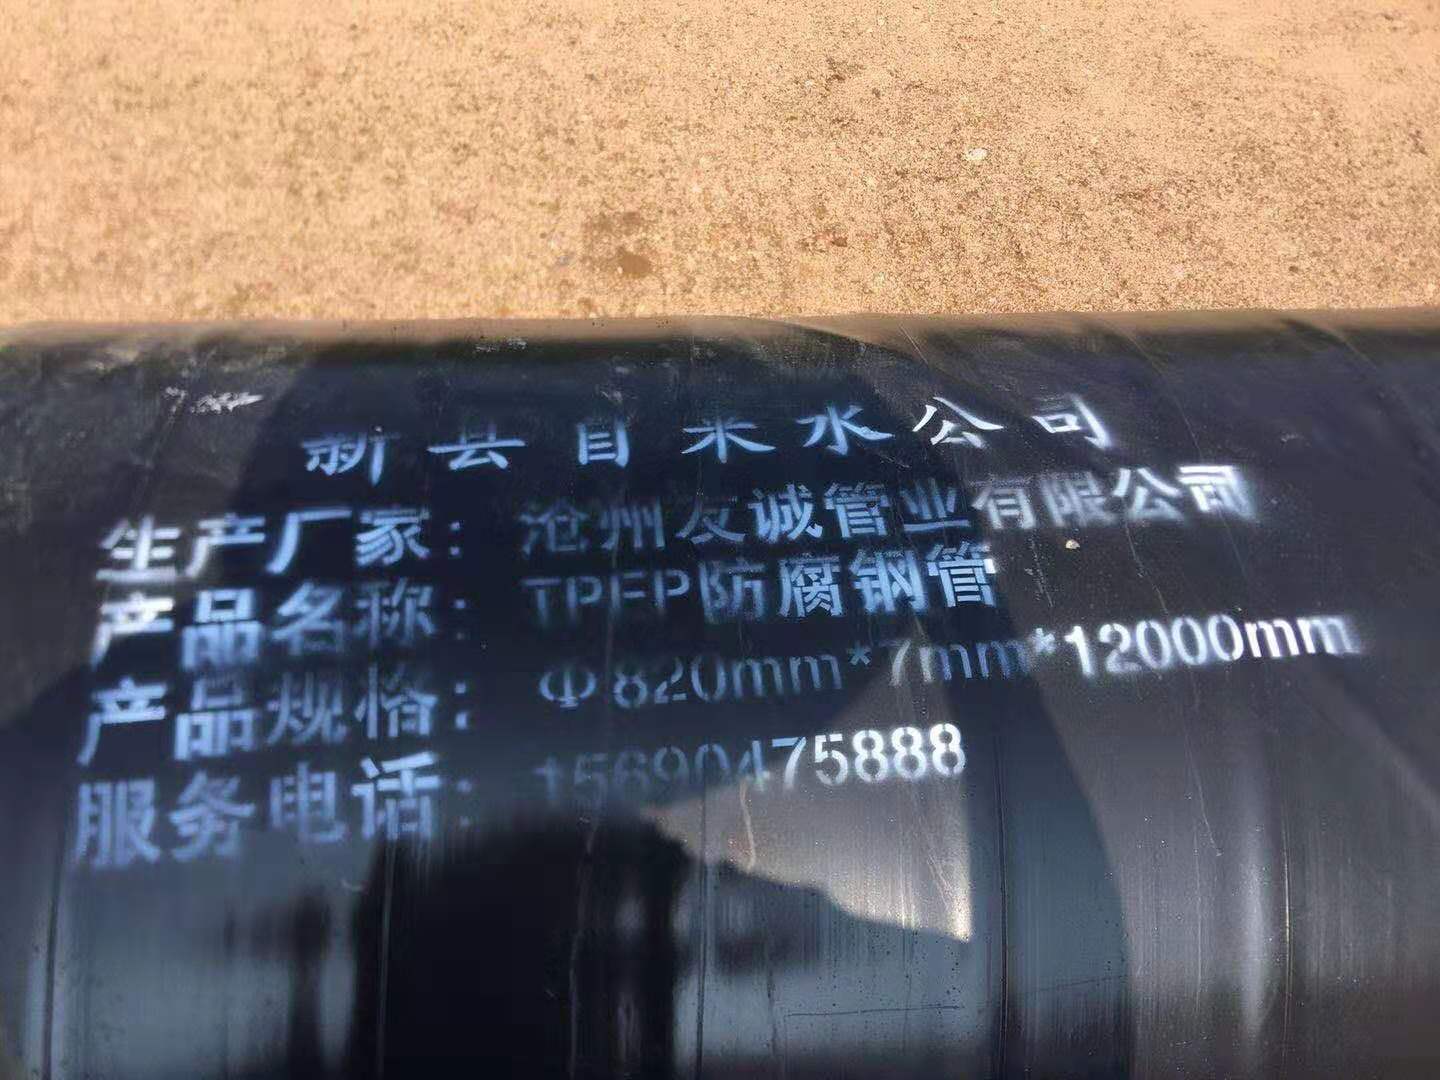 新县自来水公司
生产厂家：沧州友诚管业有限公司
产品名称：TPEP防腐钢管
产品规格：Φ820mm*7mm*12000mm
服务电话：15690475888